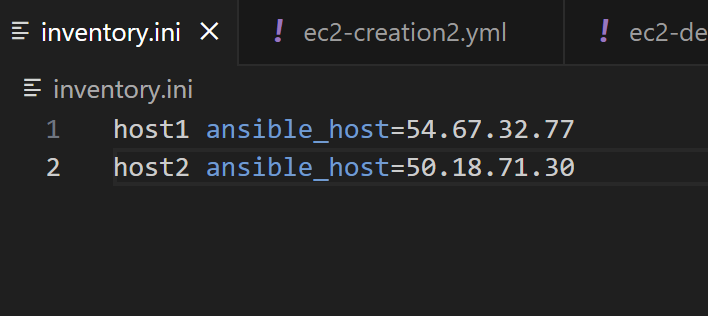 inventory.ini ! ec2-creation2.yml ! ec2-de
inventory.ini
1 host1 ansible_host=54.67.32.77
2 host2 ansible_host=50.18.71.30